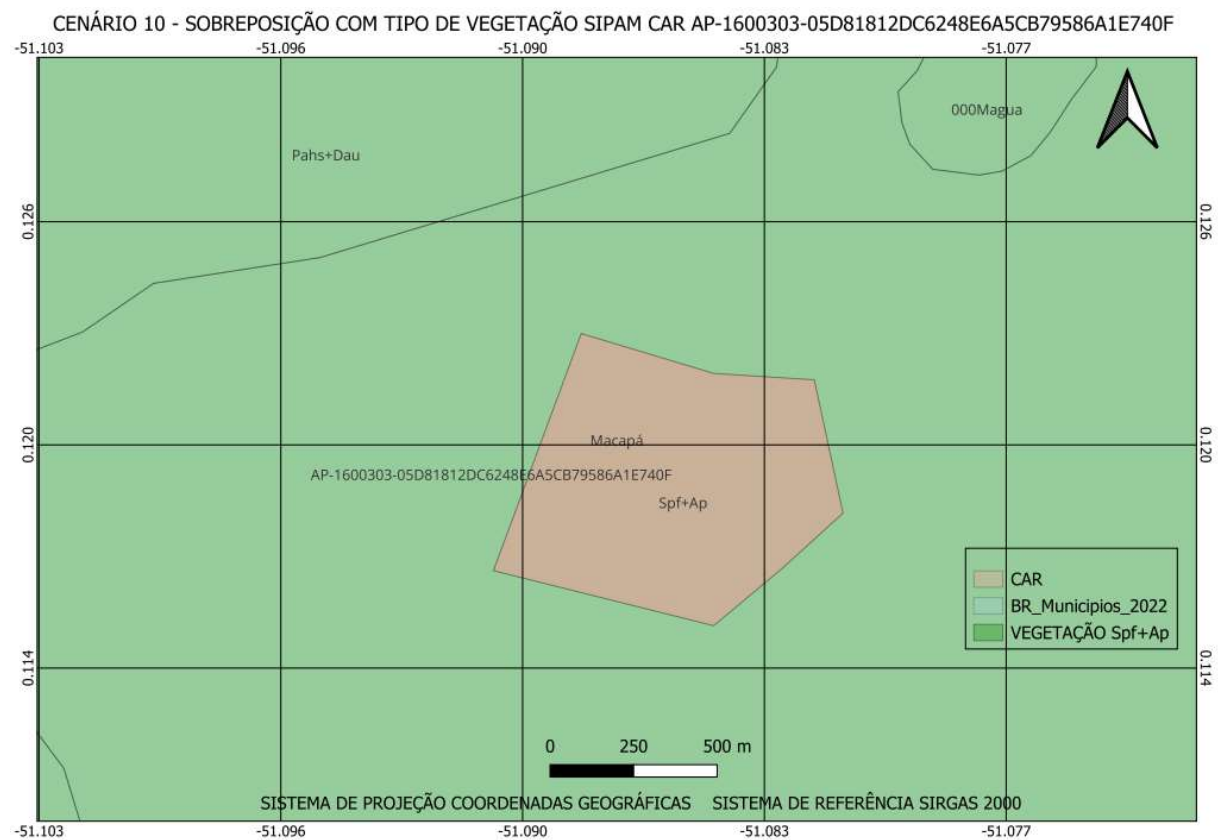 CENÁRIO 10 - SOBREPOSIÇÃO COM TIPO DE VEGETAÇÃO SIPAM CAR AP-1600303-05D81812DC6248E6A5CB79586A1E740F
-51.103 -51.096 -51.090 -51.083 -51.077
000Magua
Pahs+Dau
0.126 0.126
Macapá
0.120 0.120
AP-1600303-05D81812DC6248E6A5CB79586A1E740F
Spf+Ap
CAR
BR_Municipios_2022
VEGETAÇÃO Spf+Ap
0.114 0.114
0 250 500 m
SISTEMA DE PROJEÇÃO COORDENADAS GEOGRÁFICAS SISTEMA DE REFERÊNCIA SIRGAS 2000
-51.103 -51.096 -51.090 -51.083 -51.077